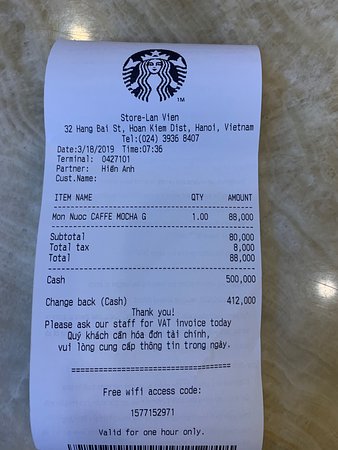 TM
Store-Lan Vien
32 Hang Bai St, Hoan Kiem Dist, Hanoi, Vietnam
Tel:(024) 3936 8407
Date:3/18/2019 Time:07:36
Terminal: 0427101
Partner: Hiền Anh
Cust.Name:
ITEM NAME QTY AMOUNT
Mon Nuoc CAFFE MOCHA G 1.00 88,000
Subtotal 80,000
Total tax 8,000
Total 88,000
Cash 500,000
Change back (Cash) 412,000
Thank you!
Please ask our staff for VAT invoice today
Quý khách cần hóa đơn tài chính,
vui lòng cung cấp thông tin trong ngày.
Free wifi access code:
1577152971
Valid for one hour only.